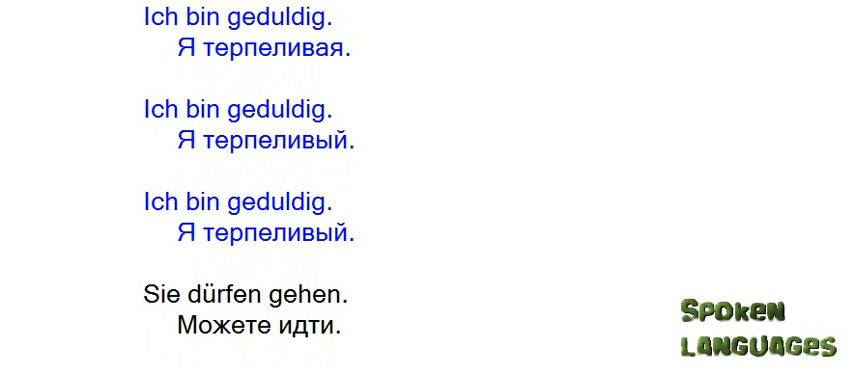 Ich bin geduldig.
Я терпеливая.
Ich bin geduldig.
Я терпеливый.
Ich bin geduldig.
Я терпеливый.
Sie dürfen gehen.
Можете идти.
Spoken
Languages